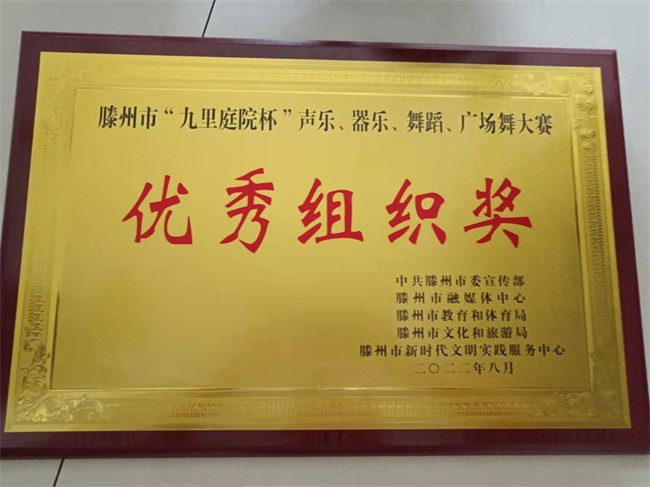 滕州市“九里庭院杯”声乐、器乐、舞蹈、广场舞大赛
优秀组织奖
中共滕州市委宣传部
滕州市融媒体中心
滕州市教育和体育局
滕州市文化和旅游局
滕州市新时代文明实践服务中心
二〇二二年八月